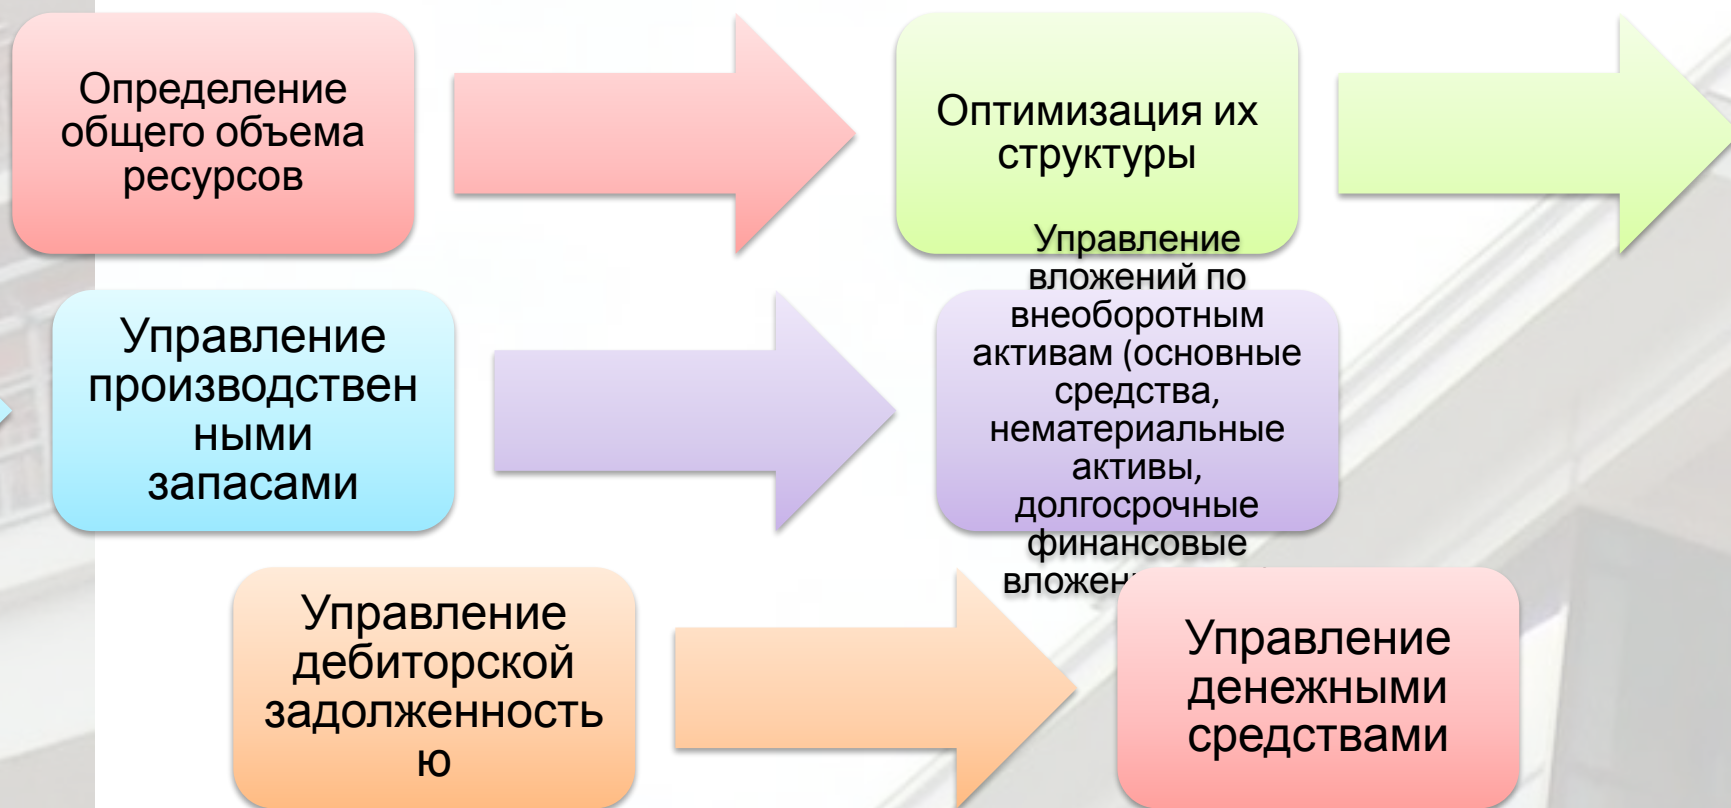 Определение
общего объема
ресурсов
Оптимизация их
структуры
Управление
производствен
ными
запасами
Управление
вложений по
внеоборотным
активам (основные
средства,
нематериальные
активы,
долгосрочные
финансовые
Управление
дебиторской
задолженность
ю
Управление
денежными
средствами